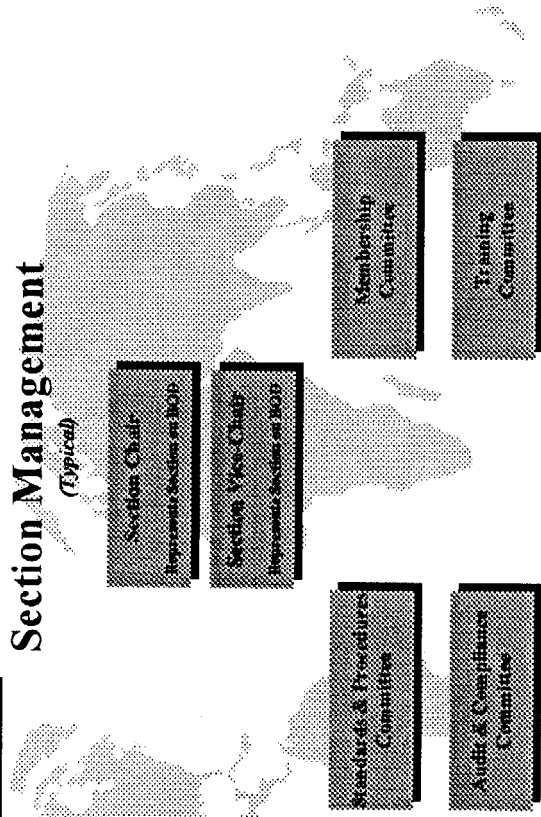 Section Management
(Typical)
Section Chair
Represents Section on BOD
Section Vice-Chair
Represents Section on BOD
Standards & Procedures
Committee
Membership
Committee
Audit & Compliance
Committee
Training
Committee